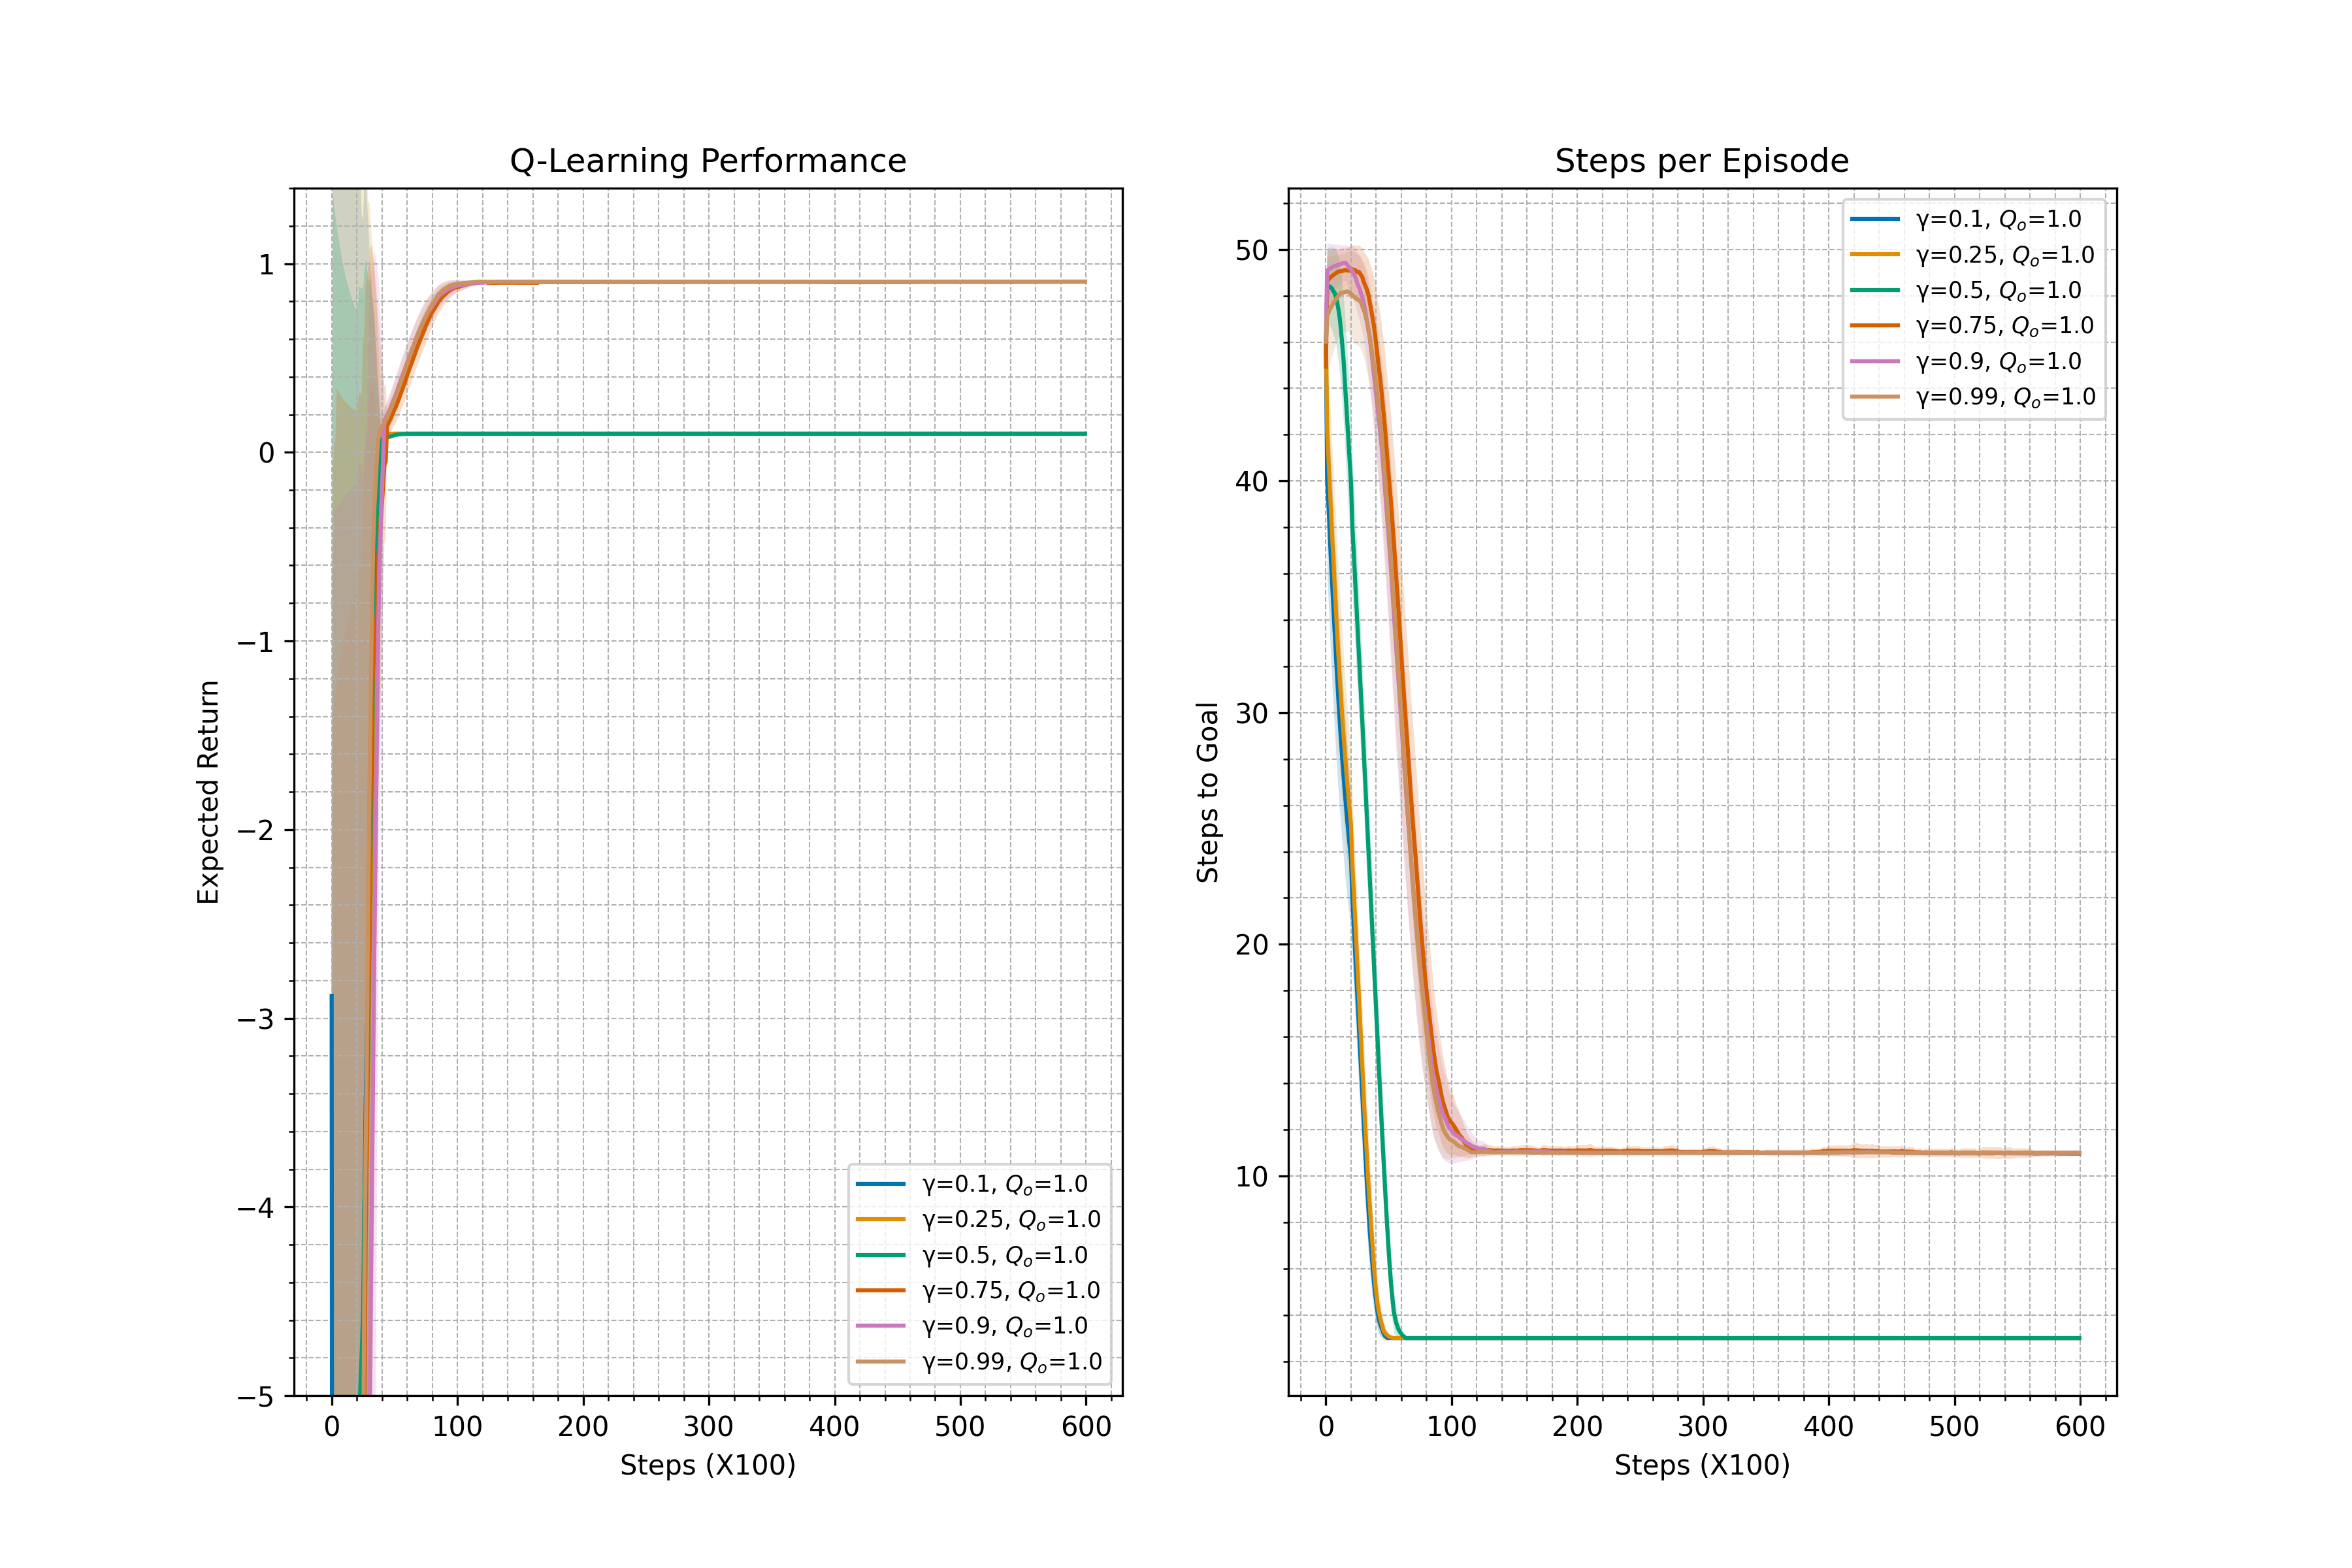 Q-Learning Performance
Expected Return
1
0
−1
−2
−3
−4
−5
0 100 200 300 400 500 600
Steps (X100)
γ=0.1, Qₒ=1.0
γ=0.25, Qₒ=1.0
γ=0.5, Qₒ=1.0
γ=0.75, Qₒ=1.0
γ=0.9, Qₒ=1.0
γ=0.99, Qₒ=1.0
Steps per Episode
Steps to Goal
50
40
30
20
10
0 100 200 300 400 500 600
Steps (X100)
γ=0.1, Qₒ=1.0
γ=0.25, Qₒ=1.0
γ=0.5, Qₒ=1.0
γ=0.75, Qₒ=1.0
γ=0.9, Qₒ=1.0
γ=0.99, Qₒ=1.0